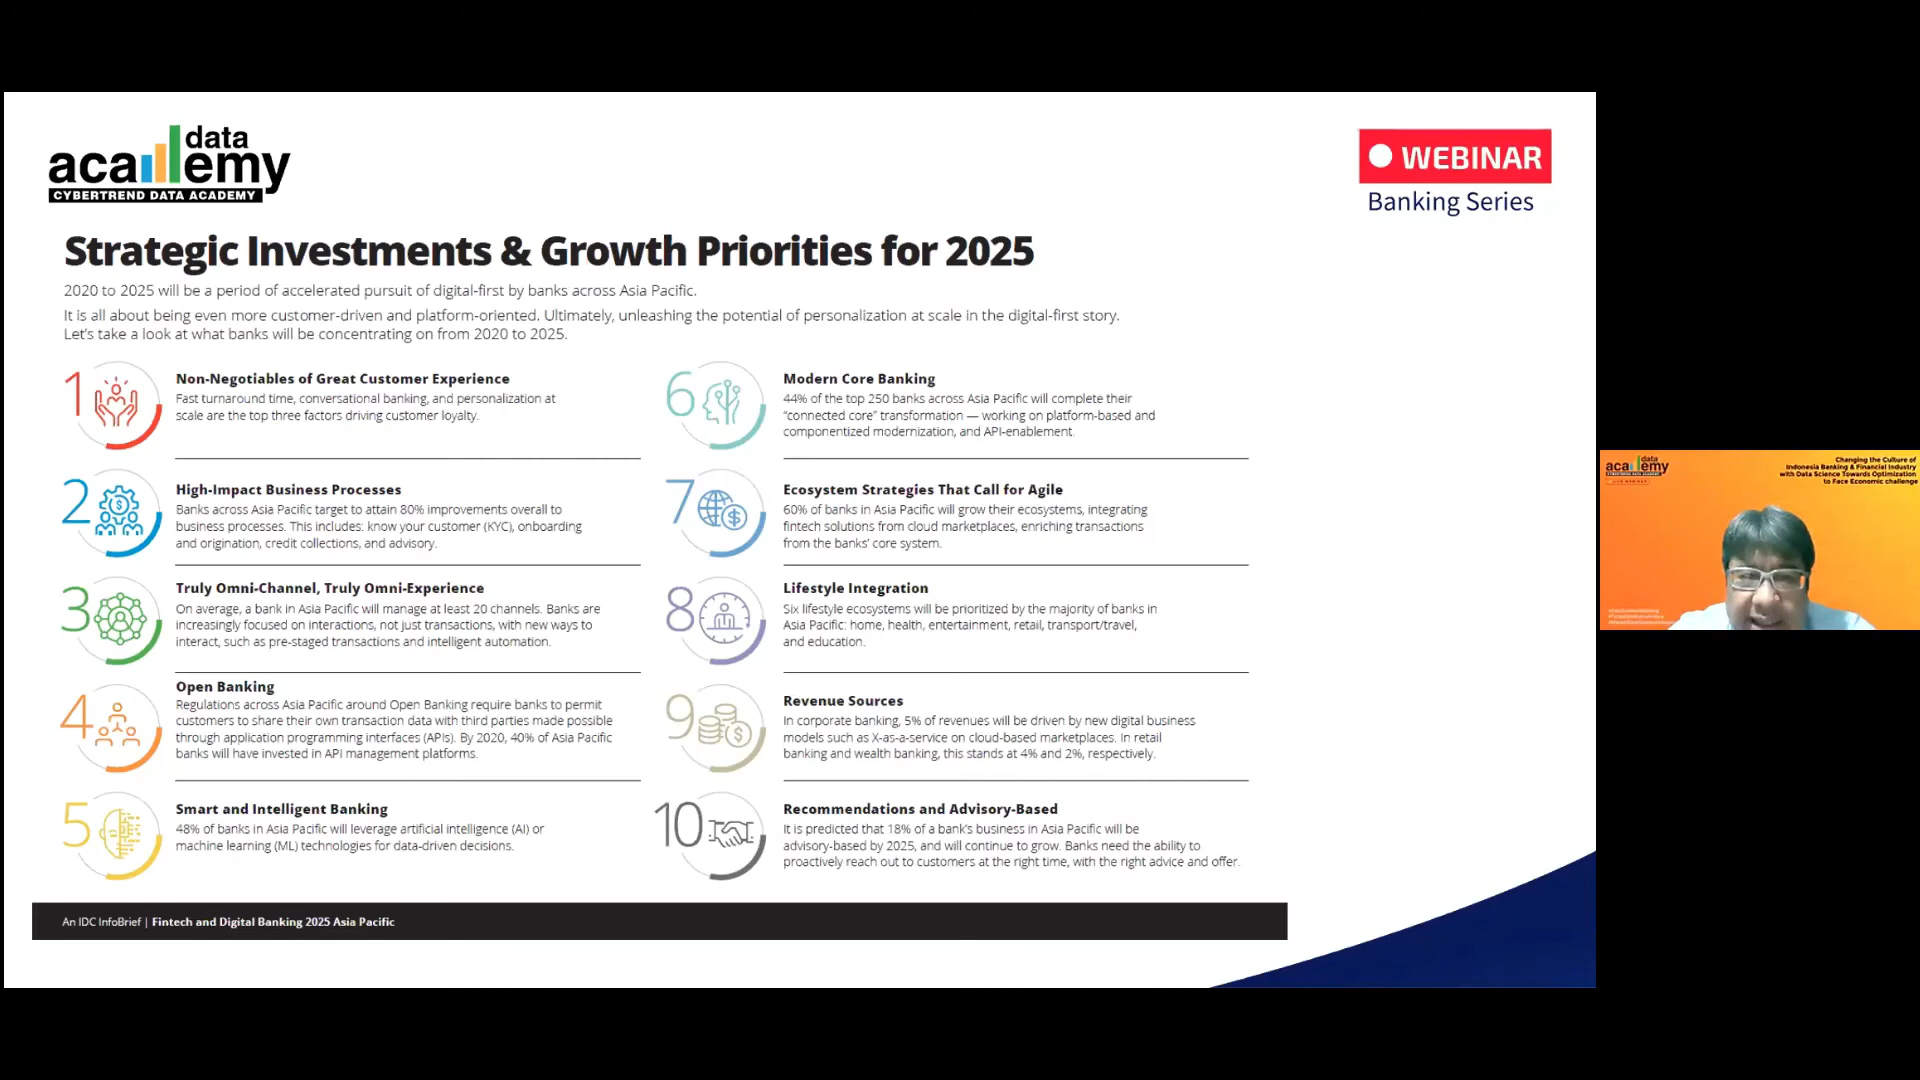 data
academy
CYBERTREND DATA ACADEMY
WEBINAR
Banking Series
Strategic Investments & Growth Priorities for 2025
2020 to 2025 will be a period of accelerated pursuit of digital-first by banks across Asia Pacific.
It is all about being even more customer-driven and platform-oriented. Ultimately, unleashing the potential of personalization at scale in the digital-first story.
Let's take a look at what banks will be concentrating on from 2020 to 2025.
1
Non-Negotiables of Great Customer Experience
Fast turnaround time, conversational banking, and personalization at
scale are the top three factors driving customer loyalty.
2
High-Impact Business Processes
Banks across Asia Pacific target to attain 80% improvements overall to
business processes. This includes: know your customer (KYC), onboarding
and origination, credit collections, and advisory.
3
Truly Omni-Channel, Truly Omni-Experience
On average, a bank in Asia Pacific will manage at least 20 channels. Banks are
increasingly focused on interactions, not just transactions, with new ways to
interact, such as pre-staged transactions and intelligent automation.
4
Open Banking
Regulations across Asia Pacific around Open Banking require banks to permit
customers to share their own transaction data with third parties made possible
through application programming interfaces (APIs). By 2020, 40% of Asia Pacific
banks will have invested in API management platforms.
5
Smart and Intelligent Banking
48% of banks in Asia Pacific will leverage artificial intelligence (AI) or
machine learning (ML) technologies for data-driven decisions.
6
Modern Core Banking
44% of the top 250 banks across Asia Pacific will complete their
"connected core" transformation — working on platform-based and
componentized modernization, and API-enablement.
7
Ecosystem Strategies That Call for Agile
60% of banks in Asia Pacific will grow their ecosystems, integrating
fintech solutions from cloud marketplaces, enriching transactions
from the banks' core system.
8
Lifestyle Integration
Six lifestyle ecosystems will be prioritized by the majority of banks in
Asia Pacific: home, health, entertainment, retail, transport/travel,
and education.
9
Revenue Sources
In corporate banking, 5% of revenues will be driven by new digital business
models such as X-as-a-service on cloud-based marketplaces. In retail
banking and wealth banking, this stands at 4% and 2%, respectively.
10
Recommendations and Advisory-Based
It is predicted that 18% of a bank's business in Asia Pacific will be
advisory-based by 2025, and will continue to grow. Banks need the ability to
proactively reach out to customers at the right time, with the right advice and offer.
An IDC InfoBrief | Fintech and Digital Banking 2025 Asia Pacific
data
academy
Changing the Culture of
Indonesia Banking & Financial Industry
with Data Science Towards Optimization
to Face Economic challenge